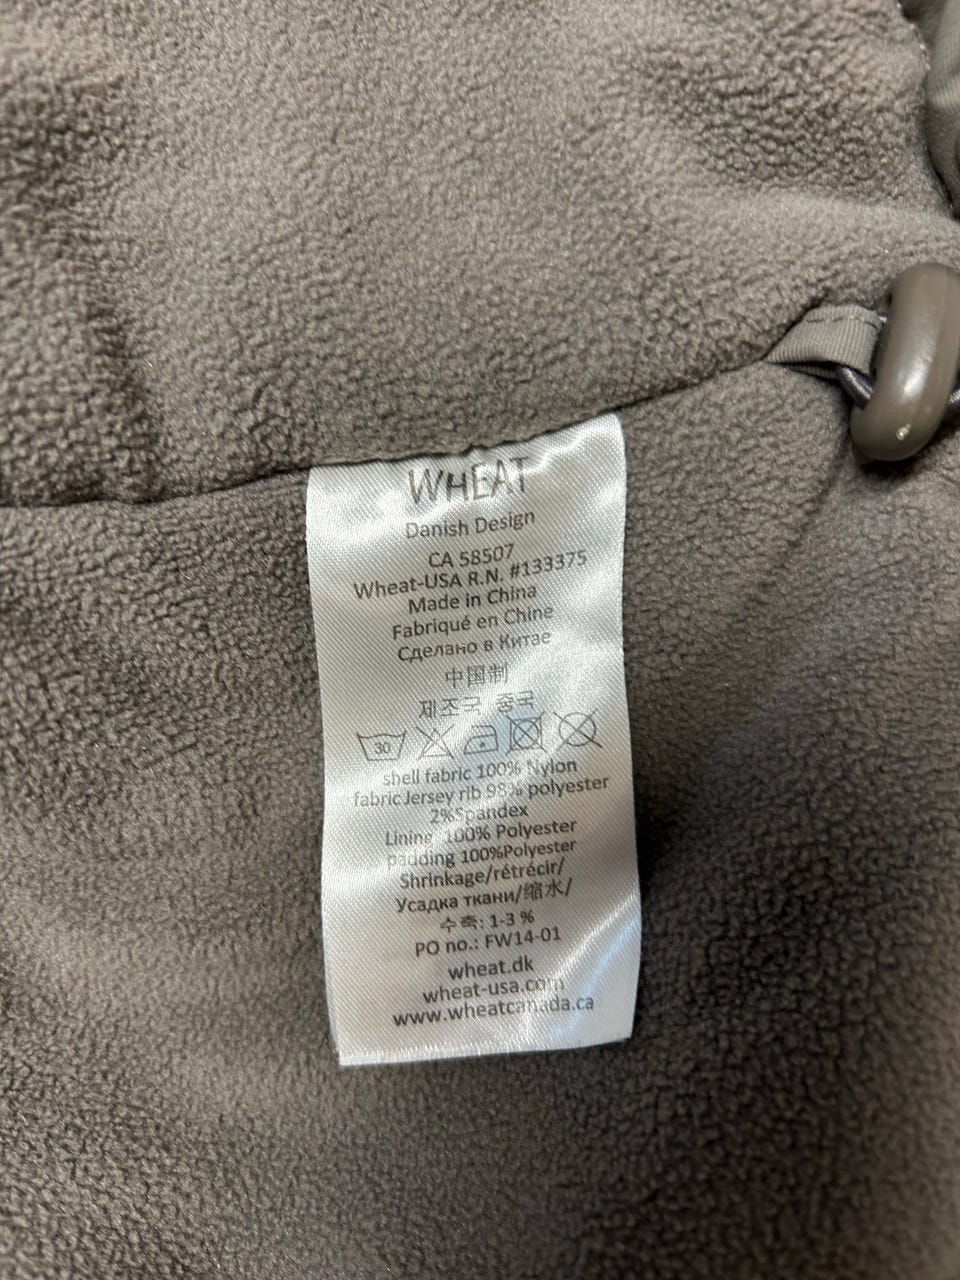 WHEAT
Danish Design
CA 58507
Wheat-USA R.N. #133375
Made in China
Fabriqué en Chine
Сделано в Китае
中国制
제조국 중국
30
shell fabric 100% Nylon
fabric Jersey rib 98% polyester
2%Spandex
Lining 100% Polyester
padding 100%Polyester
Shrinkage/rétrécir/
Усадка ткани/缩水/
수축: 1-3 %
PO no.: FW14-01
wheat.dk
wheat-usa.com
www.wheatcanada.ca